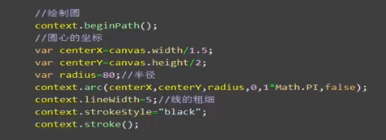 //绘制圆
context.beginPath();
//圆心的坐标
var centerX=canvas.width/1.5;
var centerY=canvas.height/2;
var radius=80;//半径
context.arc(centerX,centerY,radius,0,1*Math.PI,false);
context.lineWidth=5;//线的粗细
context.strokeStyle="black";
context.stroke();